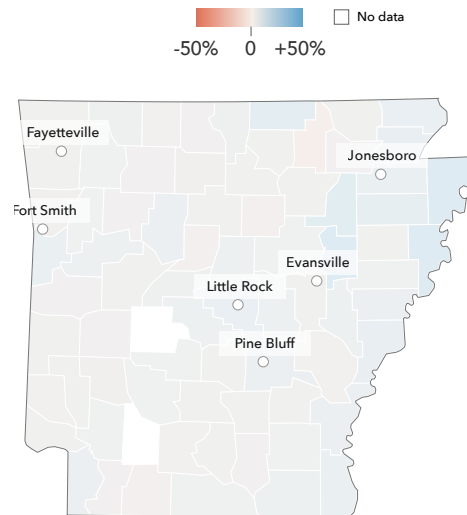 No data
-50% 0 +50%
Fayetteville
Jonesboro
Fort Smith
Evansville
Little Rock
Pine Bluff